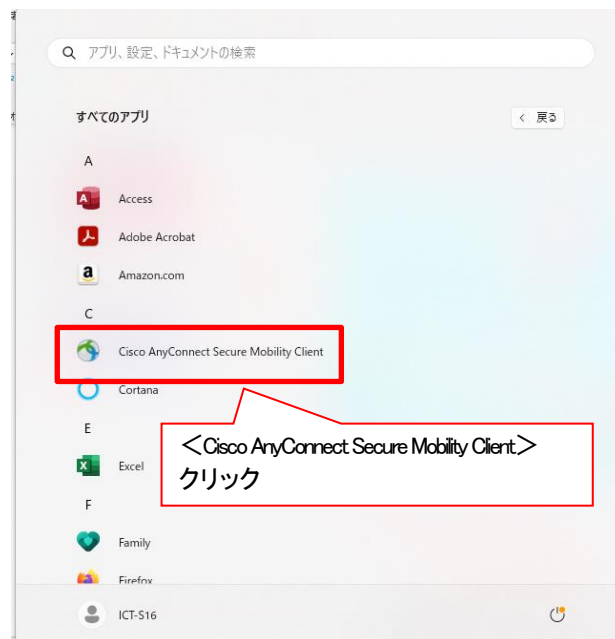 アプリ、設定、ドキュメントの検索
すべてのアプリ
戻る
A
Access
Adobe Acrobat
Amazon.com
C
Cisco AnyConnect Secure Mobility Client
Cortana
E
<Cisco AnyConnect Secure Mobility Client>
クリック
Excel
F
Family
Firefox
ICT-S16